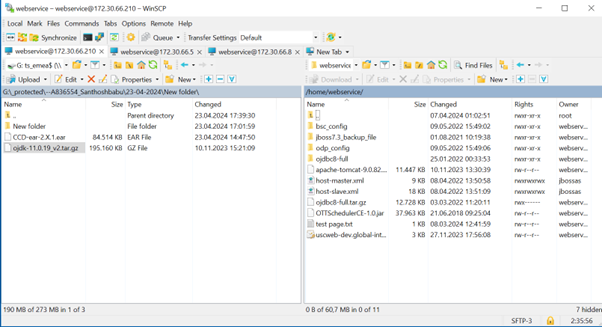 webservice – webservice@172.30.66.210 – WinSCP
Local Mark Files Commands Tabs Options Remote Help
Synchronize Queue Transfer Settings Default
webservice@172.30.66.210 × webservice@172.30.66.5 × webservice@172.30.66.8 × New Tab
G: ts_emea$ (\\ webservic Find Files
Upload Edit Properties New Download Edit Properties New
G:\_protected\--A836554_Santhoshbabu\23-04-2024\New folder\ /home/webservice/
Name Size Type Changed Name Size Changed Rights Owner
.. Parent directory 23.04.2024 17:39:30 .. 07.04.2024 01:02:51 rwxr-xr-x root
New folder File folder 23.04.2024 17:01:59 bsc_config 09.05.2022 15:49:02 rwxr-xr-x webserv...
CCD-ear-2.X.1.ear 84.514 KB EAR File 23.04.2024 14:47:50 jboss7.3_backup_file 01.08.2021 10:19:38 rwxr-xr-x webserv...
ojdk-11.0.19_v2.tar.gz 195.160 KB GZ File 10.11.2023 15:21:09 odp_config 09.05.2022 15:49:06 rwxr-xr-x webserv...
ojdbc8-full 25.01.2022 00:33:53 rwxr-xr-x webserv...
apache-tomcat-9.0.82.... 11.447 KB 10.11.2023 13:30:39 rw-r--r-- webserv...
host-master.xml 9 KB 08.04.2022 13:50:58 rwxrwxrwx jbossas
host-slave.xml 18 KB 08.04.2022 13:51:09 rwxrwxrwx jbossas
ojdbc8-full.tar.gz 12.728 KB 03.03.2022 11:20:11 rwx------ webserv...
OTTSchedulerCE-1.0.jar 37.963 KB 21.06.2018 09:25:04 rw-r--r-- webserv...
test page.txt 1 KB 08.03.2024 12:41:59 rw-r--r-- webserv...
uscweb-dev.global-int... 3 KB 27.11.2023 17:56:08 rw-r--r-- webserv...
190 MB of 273 MB in 1 of 3 0 B of 60,7 MB in 0 of 11 7 hidden
SFTP-3 2:35:56